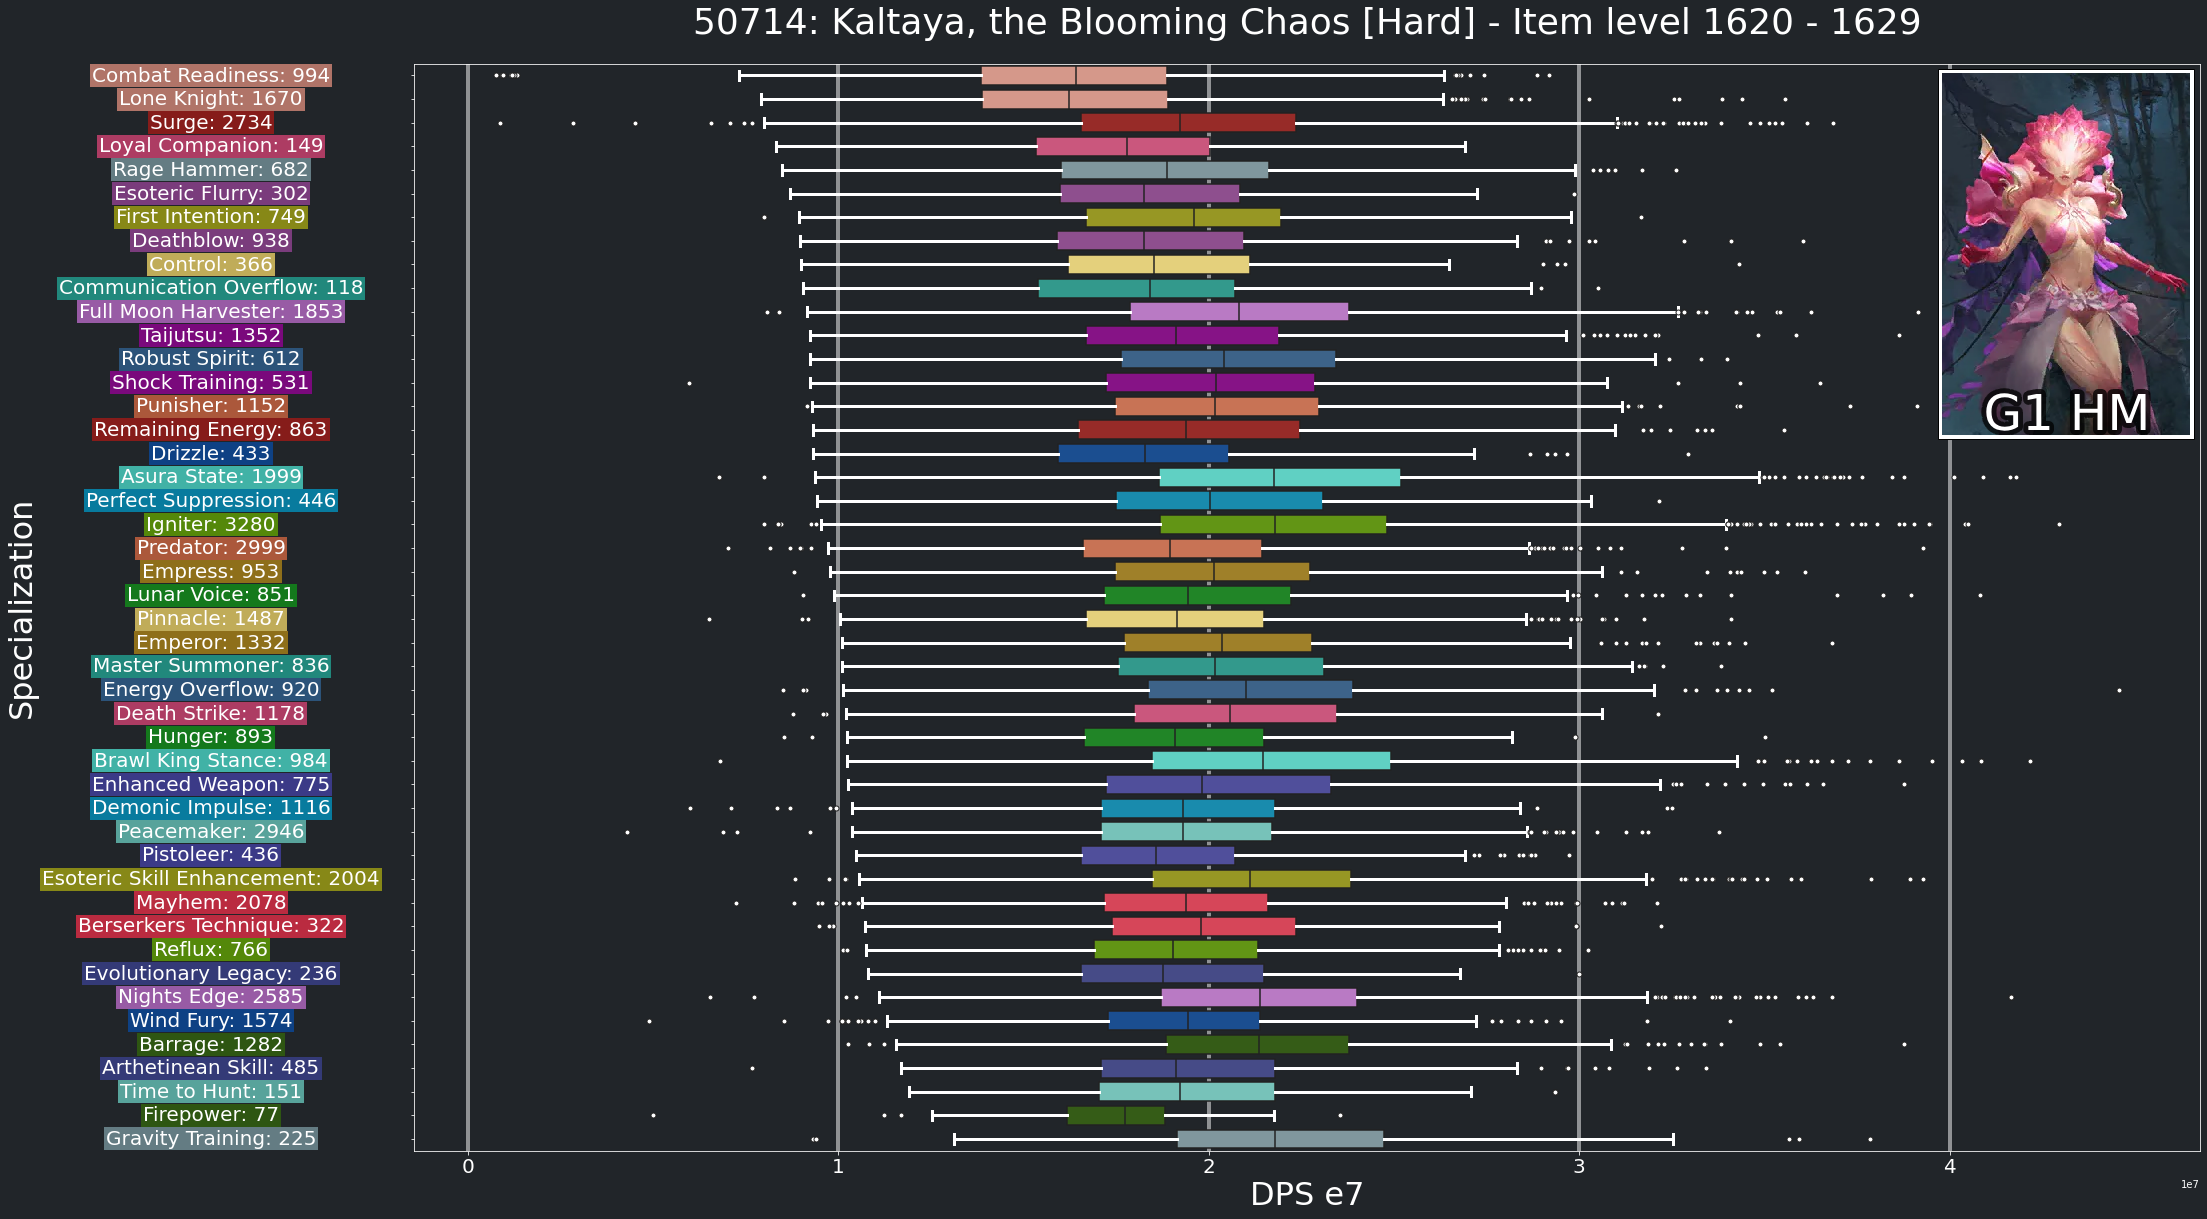 50714: Kaltaya, the Blooming Chaos [Hard] - Item level 1620 - 1629
Specialization
Combat Readiness: 994
Lone Knight: 1670
Surge: 2734
Loyal Companion: 149
Rage Hammer: 682
Esoteric Flurry: 302
First Intention: 749
Deathblow: 938
Control: 366
Communication Overflow: 118
Full Moon Harvester: 1853
Taijutsu: 1352
Robust Spirit: 612
Shock Training: 531
Punisher: 1152
Remaining Energy: 863
Drizzle: 433
Asura State: 1999
Perfect Suppression: 446
Igniter: 3280
Predator: 2999
Empress: 953
Lunar Voice: 851
Pinnacle: 1487
Emperor: 1332
Master Summoner: 836
Energy Overflow: 920
Death Strike: 1178
Hunger: 893
Brawl King Stance: 984
Enhanced Weapon: 775
Demonic Impulse: 1116
Peacemaker: 2946
Pistoleer: 436
Esoteric Skill Enhancement: 2004
Mayhem: 2078
Berserkers Technique: 322
Reflux: 766
Evolutionary Legacy: 236
Nights Edge: 2585
Wind Fury: 1574
Barrage: 1282
Arthetinean Skill: 485
Time to Hunt: 151
Firepower: 77
Gravity Training: 225
G1 HM
0 1 2 3 4
DPS e7
1e7